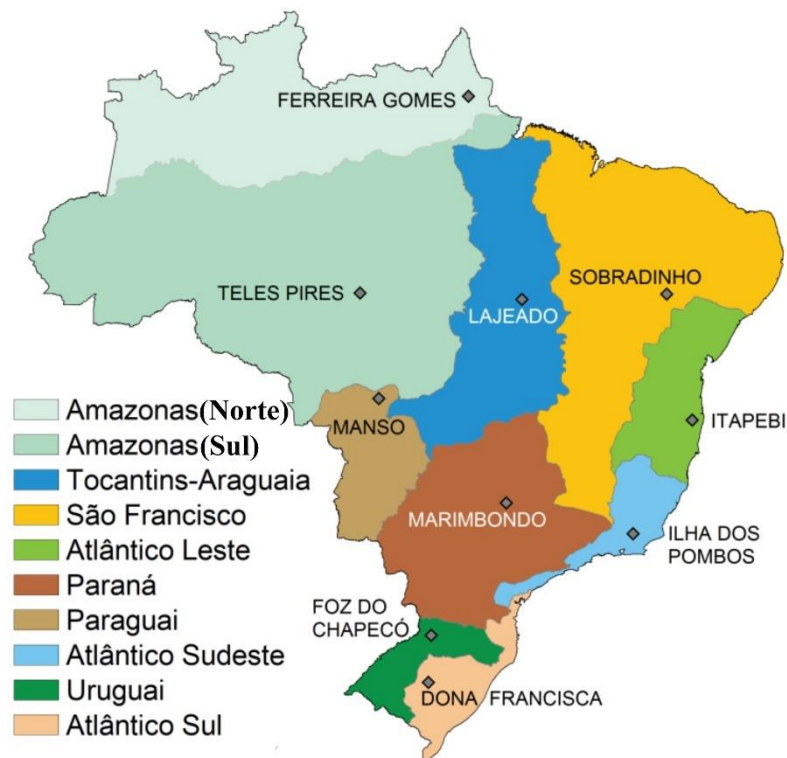 FERREIRA GOMES
TELES PIRES
SOBRADINHO
LAJEADO
MANSO
ITAPEBI
MARIMBONDO
ILHA DOS
POMBOS
FOZ DO
CHAPECÓ
DONA FRANCISCA
Amazonas(Norte)
Amazonas(Sul)
Tocantins-Araguaia
São Francisco
Atlântico Leste
Paraná
Paraguai
Atlântico Sudeste
Uruguai
Atlântico Sul